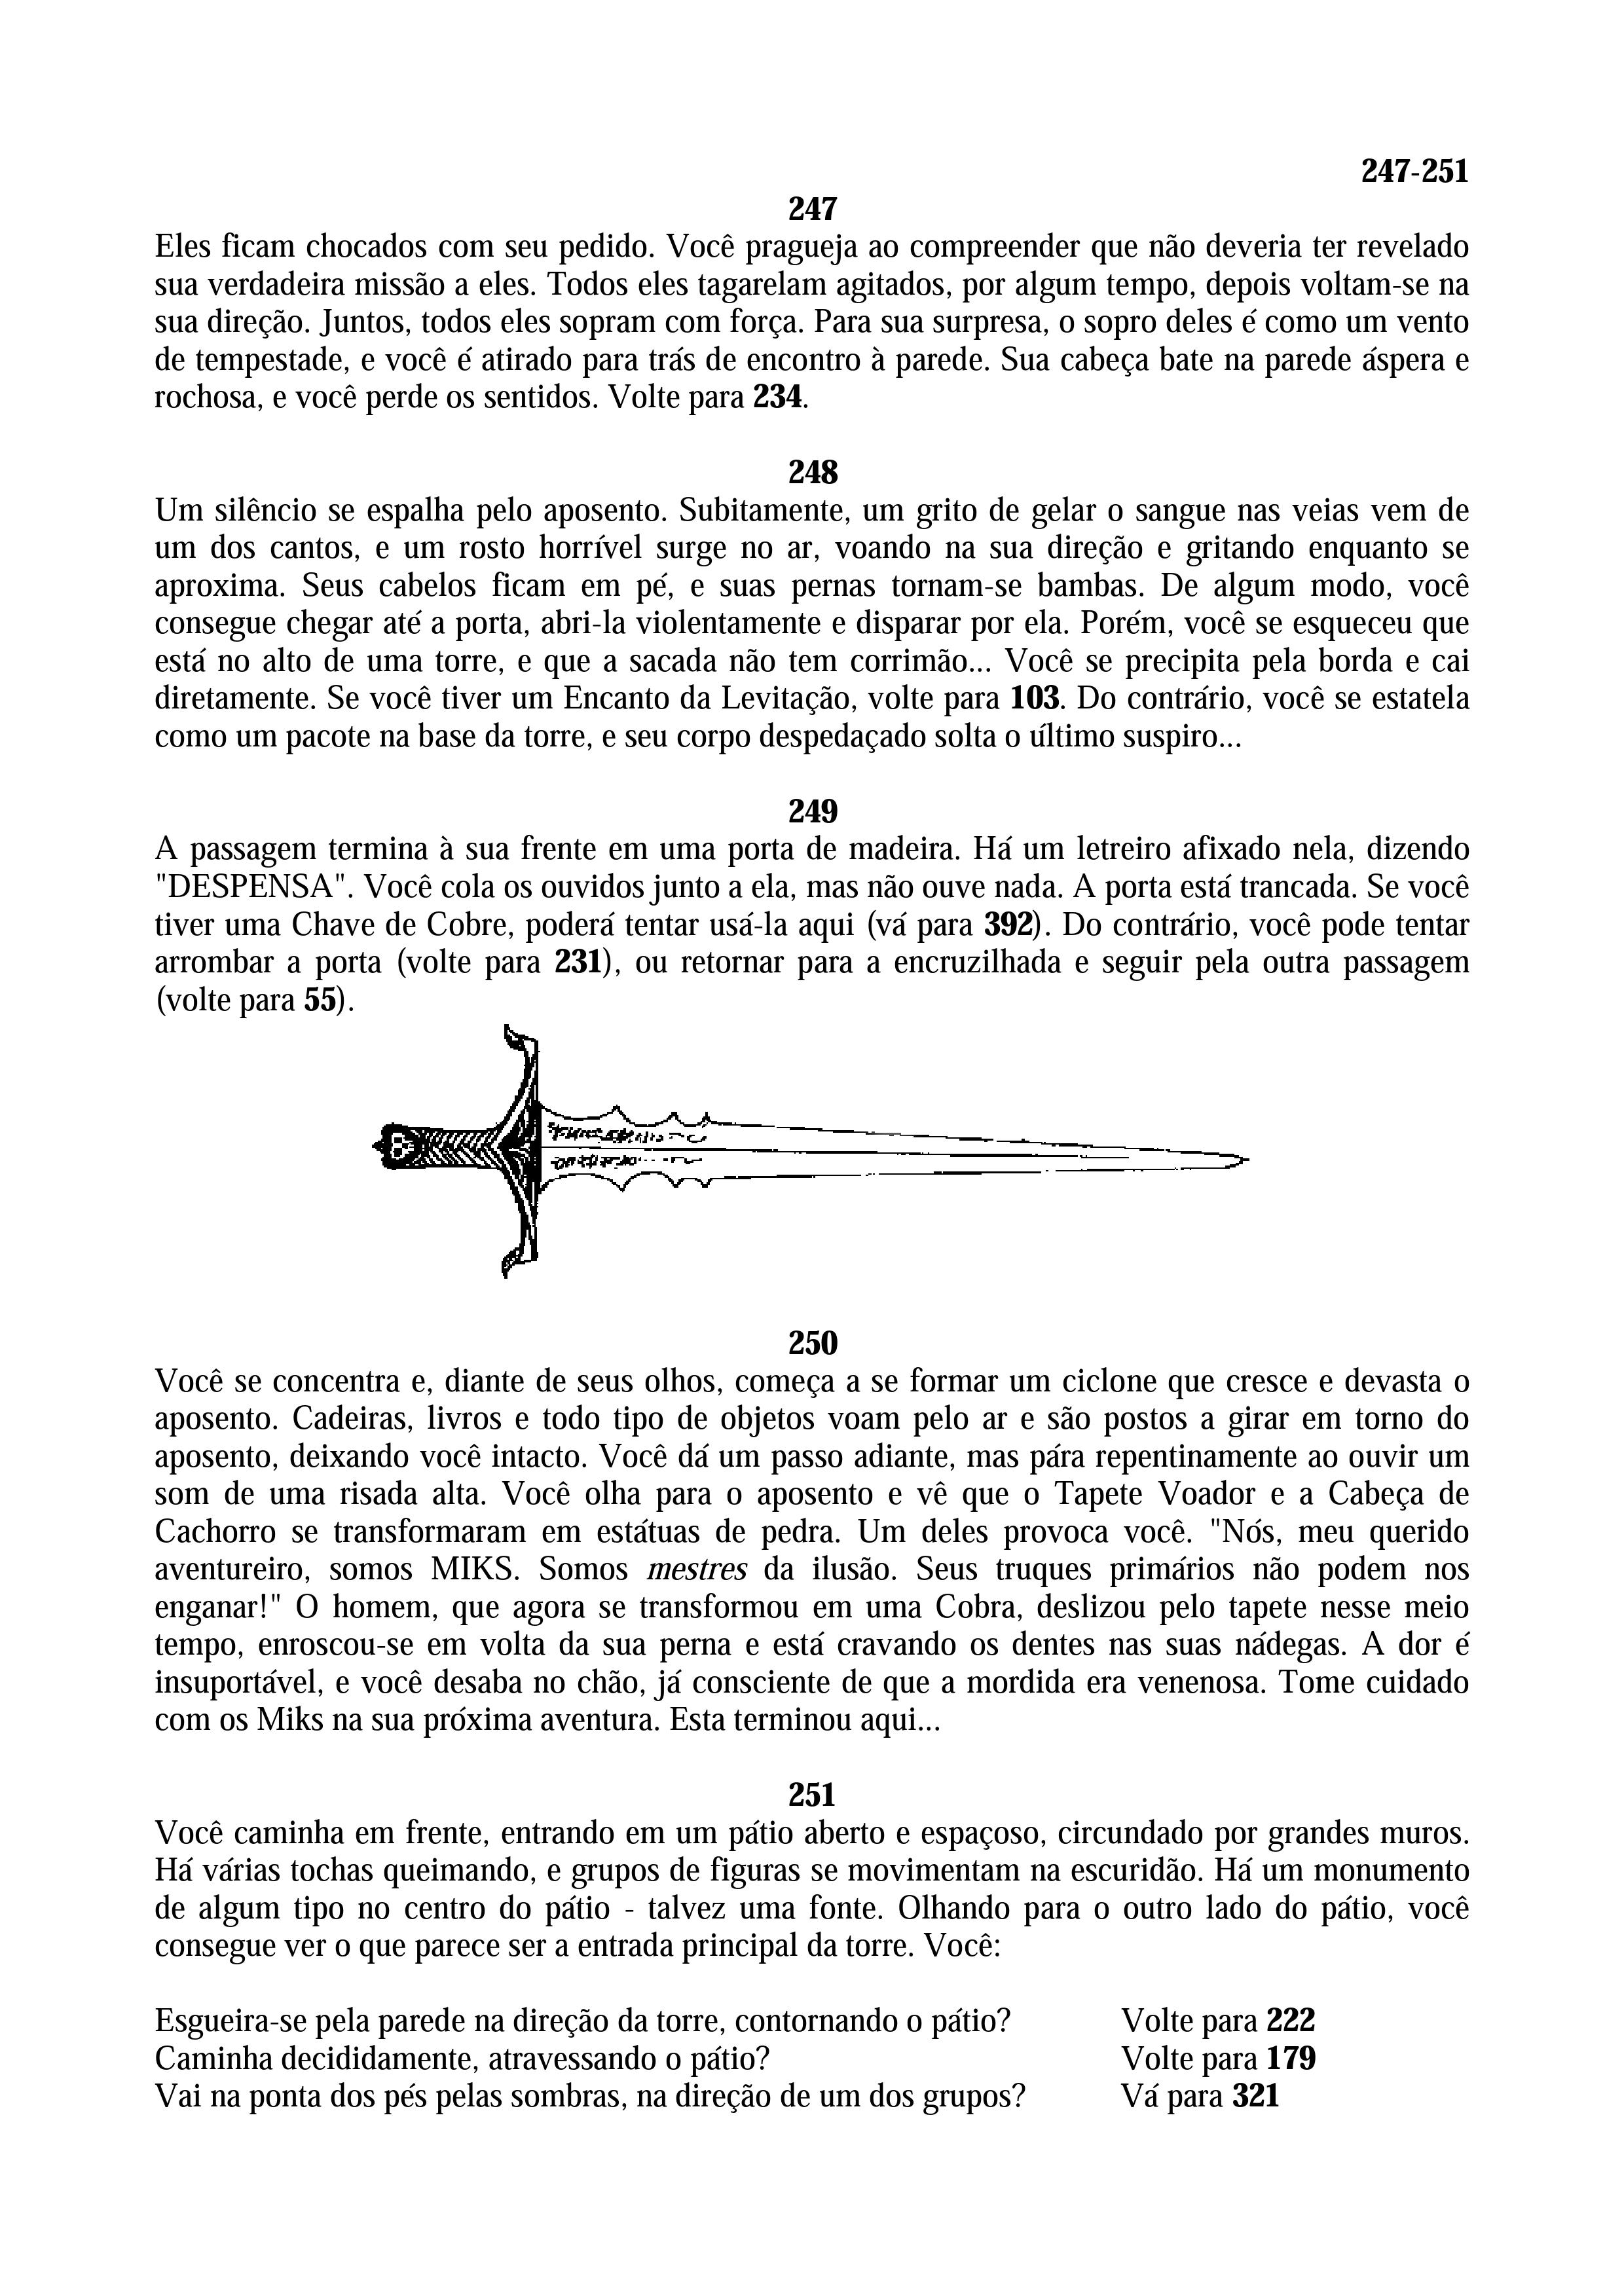 247-251
247
Eles ficam chocados com seu pedido. Você pragueja ao compreender que não deveria ter revelado
sua verdadeira missão a eles. Todos eles tagarelam agitados, por algum tempo, depois voltam-se na
sua direção. Juntos, todos eles sopram com força. Para sua surpresa, o sopro deles é como um vento
de tempestade, e você é atirado para trás de encontro à parede. Sua cabeça bate na parede áspera e
rochosa, e você perde os sentidos. Volte para 234.
248
Um silêncio se espalha pelo aposento. Subitamente, um grito de gelar o sangue nas veias vem de
um dos cantos, e um rosto horrível surge no ar, voando na sua direção e gritando enquanto se
aproxima. Seus cabelos ficam em pé, e suas pernas tornam-se bambas. De algum modo, você
consegue chegar até a porta, abri-la violentamente e disparar por ela. Porém, você se esqueceu que
está no alto de uma torre, e que a sacada não tem corrimão... Você se precipita pela borda e cai
diretamente. Se você tiver um Encanto da Levitação, volte para 103. Do contrário, você se estatela
como um pacote na base da torre, e seu corpo despedaçado solta o último suspiro...
249
A passagem termina à sua frente em uma porta de madeira. Há um letreiro afixado nela, dizendo
"DESPENSA". Você cola os ouvidos junto a ela, mas não ouve nada. A porta está trancada. Se você
tiver uma Chave de Cobre, poderá tentar usá-la aqui (vá para 392). Do contrário, você pode tentar
arrombar a porta (volte para 231), ou retornar para a encruzilhada e seguir pela outra passagem
(volte para 55).
250
Você se concentra e, diante de seus olhos, começa a se formar um ciclone que cresce e devasta o
aposento. Cadeiras, livros e todo tipo de objetos voam pelo ar e são postos a girar em torno do
aposento, deixando você intacto. Você dá um passo adiante, mas pára repentinamente ao ouvir um
som de uma risada alta. Você olha para o aposento e vê que o Tapete Voador e a Cabeça de
Cachorro se transformaram em estátuas de pedra. Um deles provoca você. "Nós, meu querido
aventureiro, somos MIKS. Somos mestres da ilusão. Seus truques primários não podem nos
enganar!" O homem, que agora se transformou em uma Cobra, deslizou pelo tapete nesse meio
tempo, enroscou-se em volta da sua perna e está cravando os dentes nas suas nádegas. A dor é
insuportável, e você desaba no chão, já consciente de que a mordida era venenosa. Tome cuidado
com os Miks na sua próxima aventura. Esta terminou aqui...
251
Você caminha em frente, entrando em um pátio aberto e espaçoso, circundado por grandes muros.
Há várias tochas queimando, e grupos de figuras se movimentam na escuridão. Há um monumento
de algum tipo no centro do pátio - talvez uma fonte. Olhando para o outro lado do pátio, você
consegue ver o que parece ser a entrada principal da torre. Você:
Esgueira-se pela parede na direção da torre, contornando o pátio? Volte para 222
Caminha decididamente, atravessando o pátio? Volte para 179
Vai na ponta dos pés pelas sombras, na direção de um dos grupos? Vá para 321